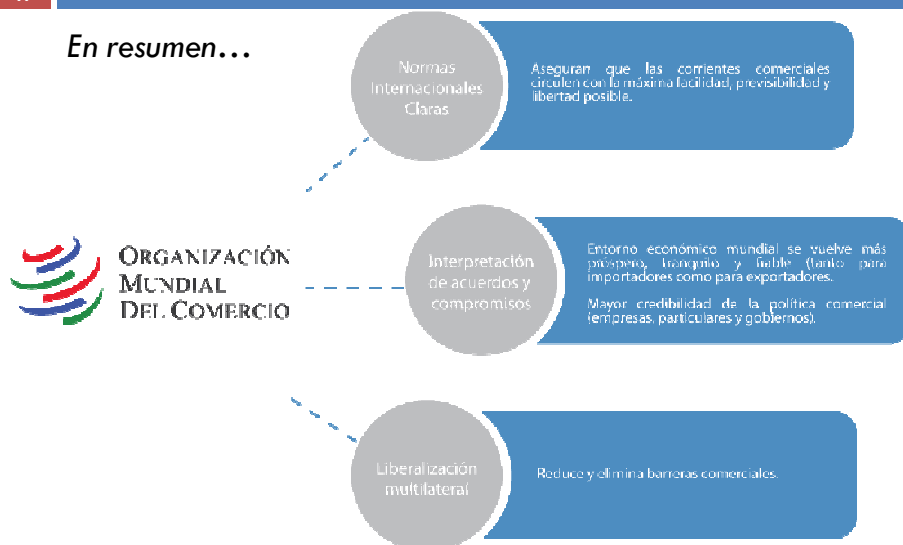 En resumen...
Normas
Internacionales
Claras
Aseguran que las corrientes comerciales
circulen con la máxima facilidad, previsibilidad y
libertad posible.
ORGANIZACIÓN
MUNDIAL
DEL COMERCIO
Interpretación
de acuerdos y
compromisos
Entorno económico mundial se vuelve más
próspero, tranquilo y fiable (tanto para
importadores como para exportadores.
Mayor credibilidad de la política comercial
(empresas, particulares y gobiernos).
Liberalización
multilateral
Reduce y elimina barreras comerciales.